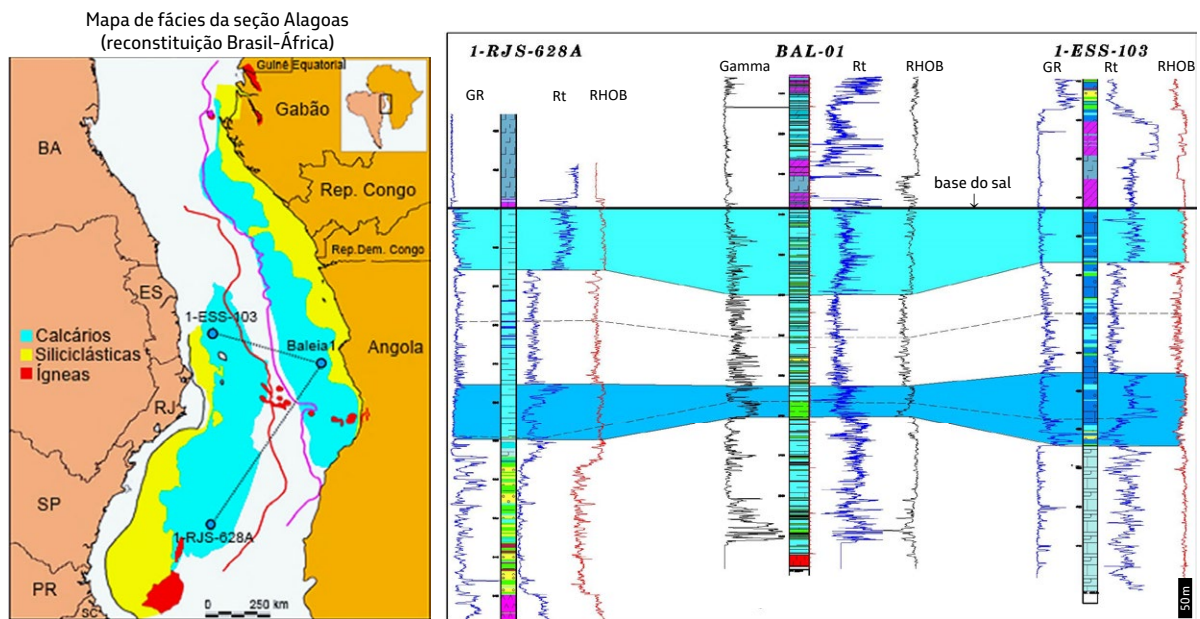 Mapa de fácies da seção Alagoas
(reconstituição Brasil-África)
Guiné Equatorial
Gabão
BA
Rep. Congo
Rep.Dem. Congo
ES
1-ESS-103
Calcários
Baleia1
Angola
Siliciclásticas
Ígneas
RJ
SP
1-RJS-628A
PR
0 250 km
SC
1-RJS-628A BAL-01 1-ESS-103
GR Rt RHOB
Gamma Rt RHOB
GR Rt RHOB
base do sal
50 m